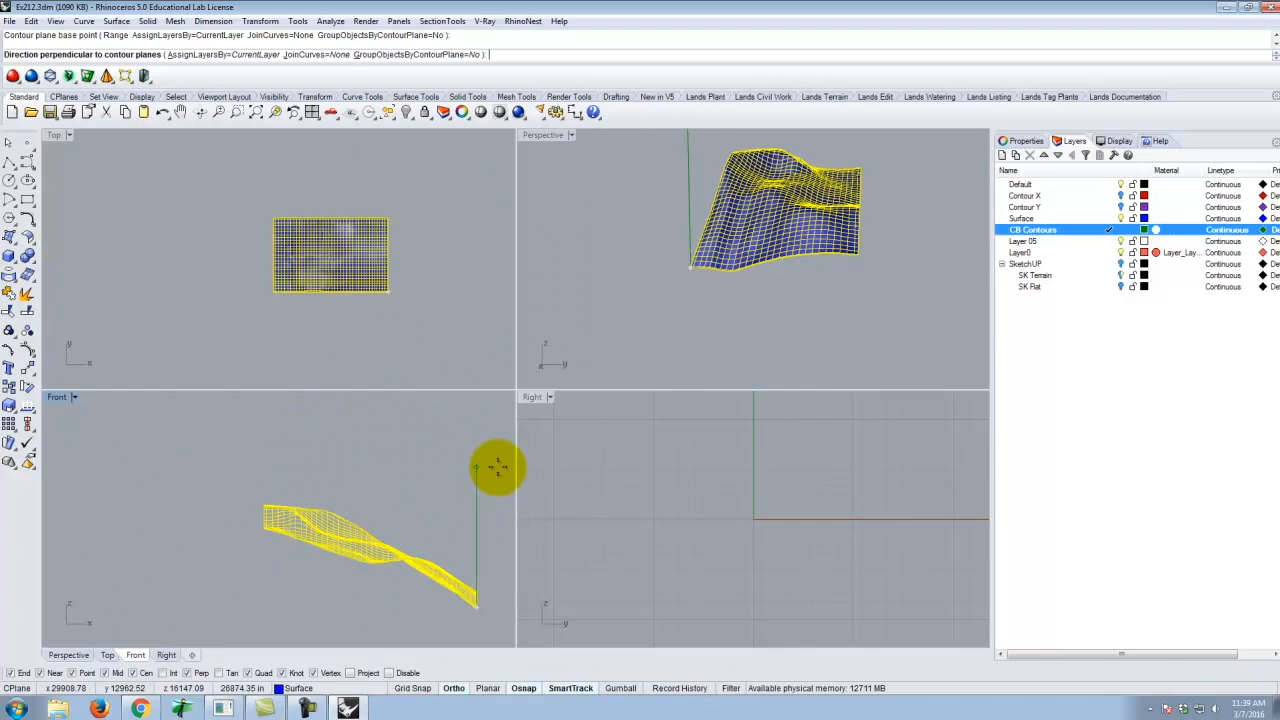 Ex212.3dm (1090 KB) - Rhinoceros 5.0 Educational Lab License
File Edit View Curve Surface Solid Mesh Dimension Transform Tools Analyze Render Panels SectionTools V-Ray RhinoNest Help
Contour plane base point ( Range AssignLayersBy=CurrentLayer JoinCurves=None GroupObjectsByContourPlane=No ):
Direction perpendicular to contour planes ( AssignLayersBy=CurrentLayer JoinCurves=None GroupObjectsByContourPlane=No ):
Standard CPlanes Set View Display Select Viewport Layout Visibility Transform Curve Tools Surface Tools Solid Tools Mesh Tools Render Tools Drafting New in V5 Lands Plant Lands Civil Work Lands Terrain Lands Edit Lands Watering Lands Listing Lands Tag Plants Lands Documentation
Top Perspective
Properties Layers Display Help
Name Material Linetype
Default Continuous
Contour X Continuous
Contour Y Continuous
Surface Continuous
CB Contours Continuous
Layer 05 Continuous
Layer0 Layer_Lay... Continuous
SketchUP Continuous
SK Terrain Continuous
SK Flat Continuous
y
x
z
x y
Front Right
z
x
z
y
Perspective Top Front Right
End Near Point Mid Cen Int Perp Tan Quad Knot Vertex Project Disable
CPlane x 29908.78 y 12962.52 z 16147.09 26874.35 in Surface Grid Snap Ortho Planar Osnap SmartTrack Gumball Record History Filter Available physical memory: 12711 MB
11:39 AM
3/7/2016